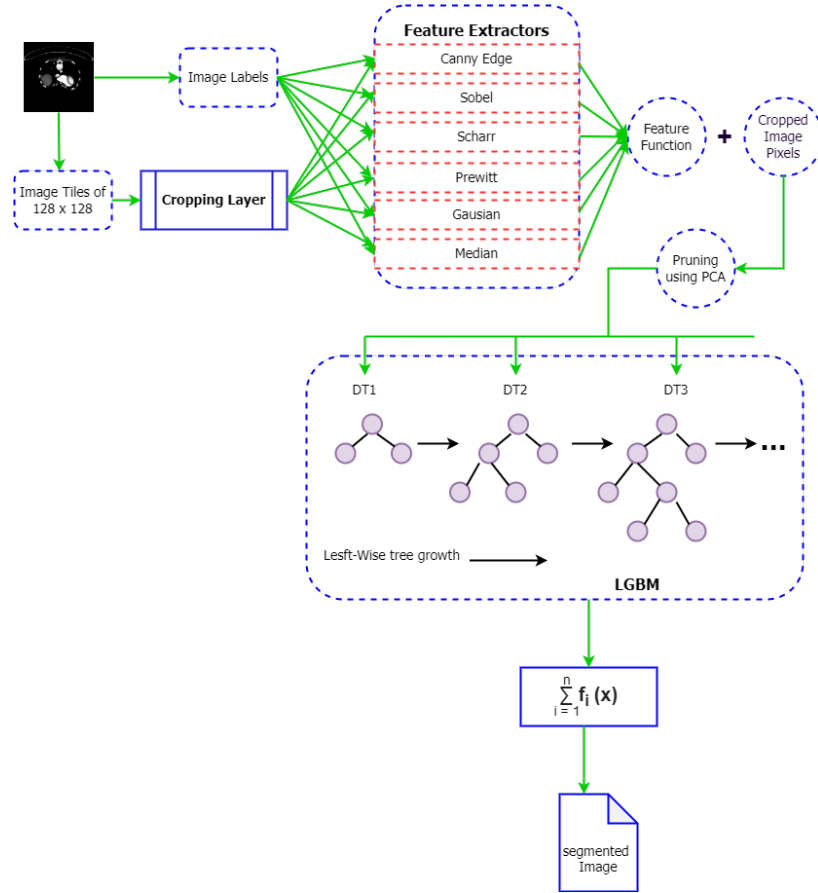 Feature Extractors
Canny Edge
Sobel
Scharr
Prewitt
Gausian
Median
Image Labels
Image Tiles of
128 x 128
Cropping Layer
Feature
Function
+
Cropped
Image
Pixels
Pruning
using PCA
DT1
DT2
DT3
...
Lesft-Wise tree growth
LGBM
n
∑ fᵢ (x)
i = 1
segmented
Image